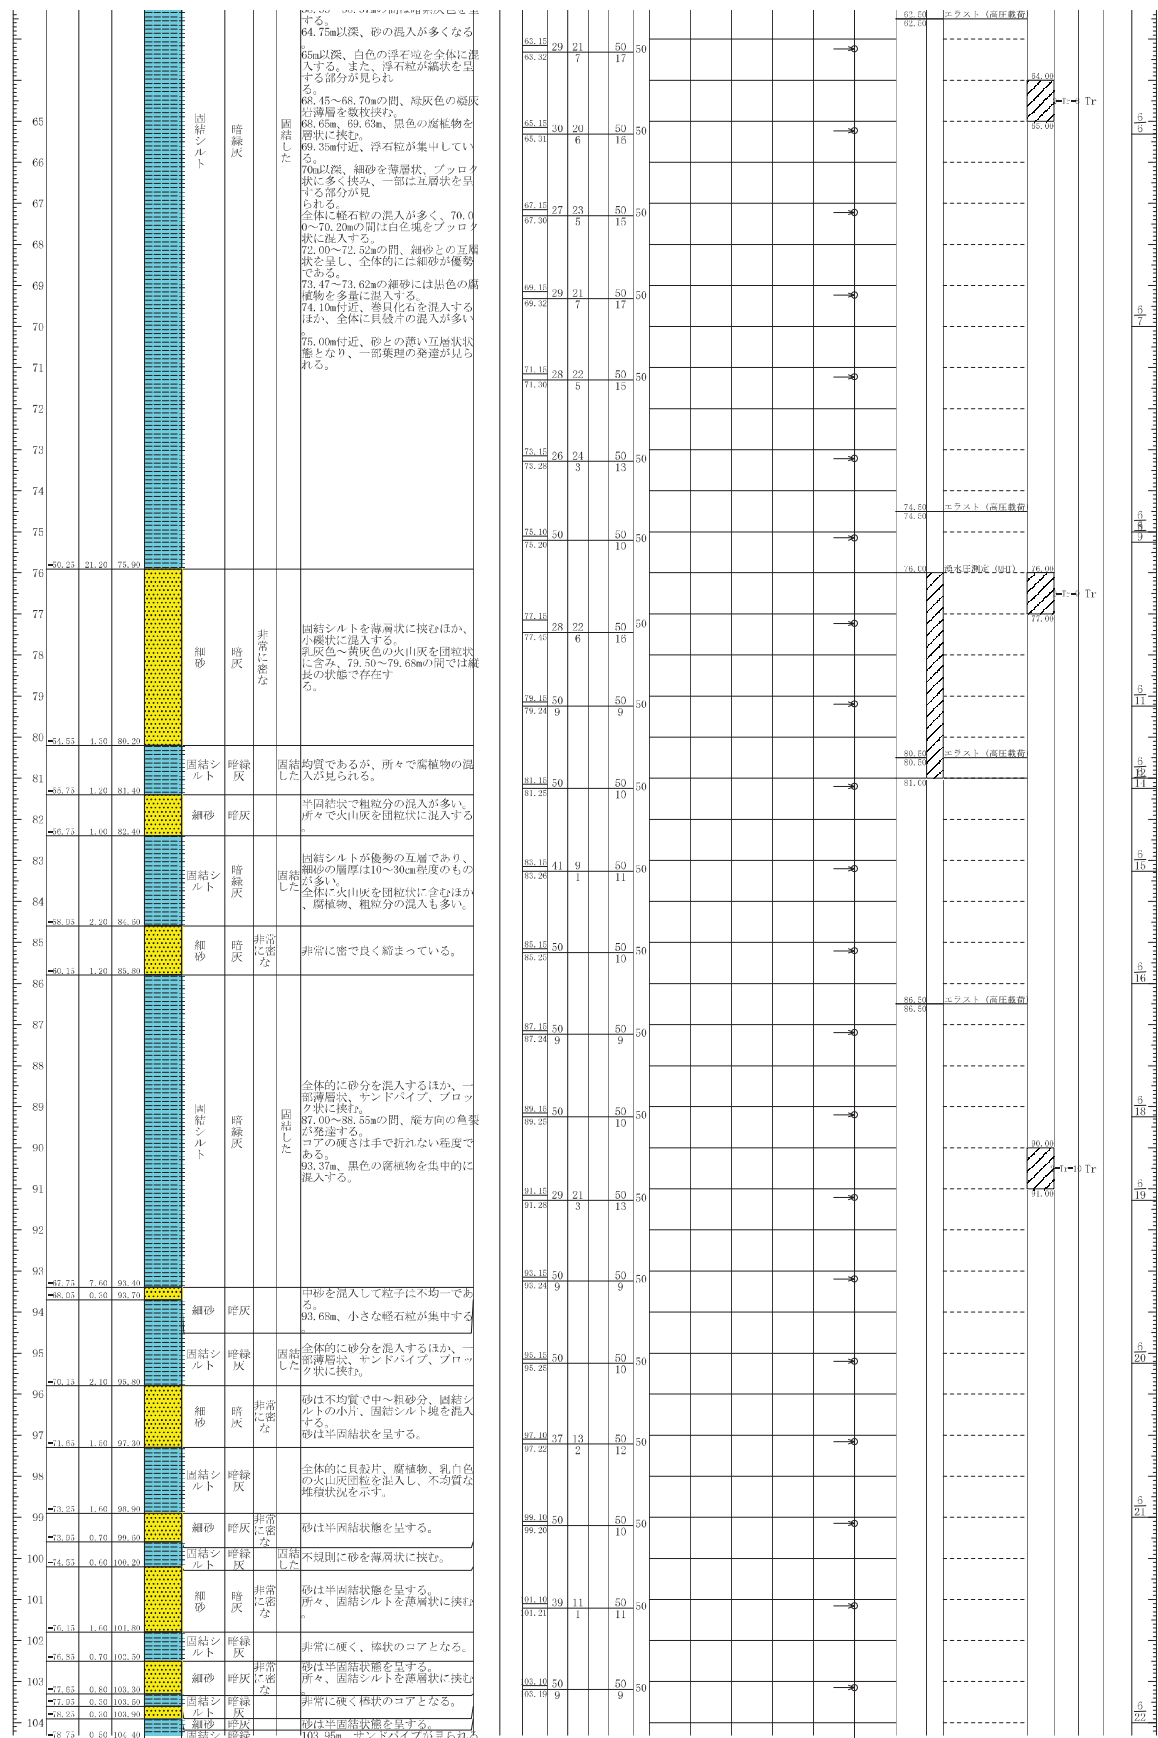 する。
64.75m以深、砂の混入が多くなる
。
65m以深、白色の浮石粒を全体に混
入する。また、浮石粒が縞状を呈
する部分が見られ
る。
68.45～68.70mの間、緑灰色の凝灰
岩薄層を数枚挟む。
68.65m、69.63m、黒色の腐植物を
層状に挟む。
69.35m付近、浮石粒が集中してい
る。
70m以深、細砂を薄層状、ブッロク
状に多く挟み、一部は互層状を呈
する部分が見
られる。
全体に軽石粒の混入が多く、70.0
0～70.20mの間は白色塊をブッロク
状に混入する。
72.00～72.52mの間、細砂との互層
状を呈し、全体的には細砂が優勢
である。
73.47～73.62mの細砂には黒色の腐
植物を多量に混入する。
74.10m付近、巻貝化石を混入する
ほか、全体に貝殻片の混入が多い
。
75.00m付近、砂との薄い互層状状
態となり、一部葉理の発達が見ら
れる。
固結シルト
暗緑灰
固結した
65
66
67
68
69
70
71
72
73
74
75
76
-60.25 21.20 75.90
細砂
暗灰
非常に密な
固結シルトを薄層状に挟むほか、
小礫状に混入する。
乳灰色～黄灰色の火山灰を団粒状
に含み、79.50～79.68mの間では縦
長の状態で存在す
る。
77
78
79
80
80.20
固結シ
ルト
暗緑
灰
固結
した
均質であるが、所々で腐植物の混
入が見られる。
81
1.20 81.40
細砂 暗灰
半固結状で粗粒分の混入が多い。
所々で火山灰を団粒状に混入する
。
82
1.00 82.40
固結シ
ルト
暗緑灰
固結
した
固結シルトが優勢の互層であり、
細砂の層厚は10～30cm程度のもの
が多い。
全体に火山灰を団粒状に含むほか
、腐植物、粗粒分の混入も多い。
83
84
2.20 84.60
細砂
暗灰
非常
に密
な
非常に密で良く締まっている。
85
1.20 85.80
86
87
88
89
90
91
92
93
固結シルト
暗緑灰
固結した
全体的に砂分を混入するほか、一
部薄層状、サンドパイプ、ブロッ
ク状に挟む。
87.00～88.55mの間、縦方向の亀裂
が発達する。
コアの硬さは手で折れない程度で
ある。
93.37m、黒色の腐植物を集中的に
混入する。
-67.75 7.60 93.40
-68.05 0.30 93.70
細砂 暗灰
中砂を混入して粒子は不均一であ
る。
93.68m、小さな軽石粒が集中する
。
94
95
固結シ
ルト
暗緑
灰
固結
した
全体的に砂分を混入するほか、一
部薄層状、サンドパイプ、ブロッ
ク状に挟む。
-70.15 2.10 95.80
96
細砂
暗灰
非常
に密
な
砂は不均質で中～粗砂分、固結シ
ルトの小片、固結シルト塊を混入
する。
砂は半固結状を呈する。
97
-71.65 1.50 97.30
固結シ
ルト
暗緑
灰
全体的に貝殻片、腐植物、乳白色
の火山灰団粒を混入し、不均質な
堆積状況を示す。
98
-73.25 1.60 98.90
99
細砂 暗灰
非常
に密
な
砂は半固結状態を呈する。
0.70 99.60
100
固結シ
ルト
暗緑
灰
固結
した
不規則に砂を薄層状に挟む。
-74.55 0.60 100.20
細砂
暗灰
非常
に密
な
砂は半固結状態を呈する。
所々、固結シルトを薄層状に挟む
。
101
-76.15 1.60 101.80
102
固結シ
ルト
暗緑
灰
非常に硬く、棒状のコアとなる。
0.70 102.50
細砂 暗灰
非常
に密
な
砂は半固結状態を呈する。
所々、固結シルトを薄層状に挟む
103
-77.65 0.80 103.30
固結シ
ルト
暗緑
灰
非常に硬く棒状のコアとなる。
-77.95 0.30 103.60
細砂 暗灰
砂は半固結状態を呈する。
-78.25 0.30 103.90
104
-78.75 0.50 104.40
63.15 29 21 50 50
63.32 7 17
65.15 30 20 50 50
65.31 6 16
67.15 27 23 50 50
67.30 5 15
69.15 29 21 50 50
69.32 7 17
71.15 28 22 50 50
71.30 5 15
73.15 26 24 50 50
73.28 3 13
75.10 50 50 50
75.20 10
77.15 28 22 50 50
6 16
79.15 50 50 50
79.24 9 9
81.15 50 50 50
81.25 10
83.15 41 9 50 50
83.26 1 11
85.15 50 50 50
85.25 10
87.15 50 50 50
87.24 9 9
89.15 50 50 50
89.25 10
91.15 29 21 50 50
91.28 3 13
93.15 50 50 50
93.24 9 9
95.15 50 50 50
95.25 10
97.10 37 13 50 50
97.22 2 12
99.10 50 50 50
99.20 10
101.10 39 11 50 50
101.21 1 11
103.10 50 50 50
103.19 9 9
62.50 エラスト（高圧載荷
62.50
74.50 エラスト（高圧載荷
74.50
76.00 湧水圧測定（MHT）
80.50 エラスト（高圧載荷
80.50
81.00
86.50 エラスト（高圧載荷
86.50
64.00
Tr
65.00
76.00
Tr
77.00
90.00
Tr-10 Tr
91.00
6
6
6
7
6
9
6
11
6
14
6
15
6
16
6
18
6
19
6
20
6
21
6
22